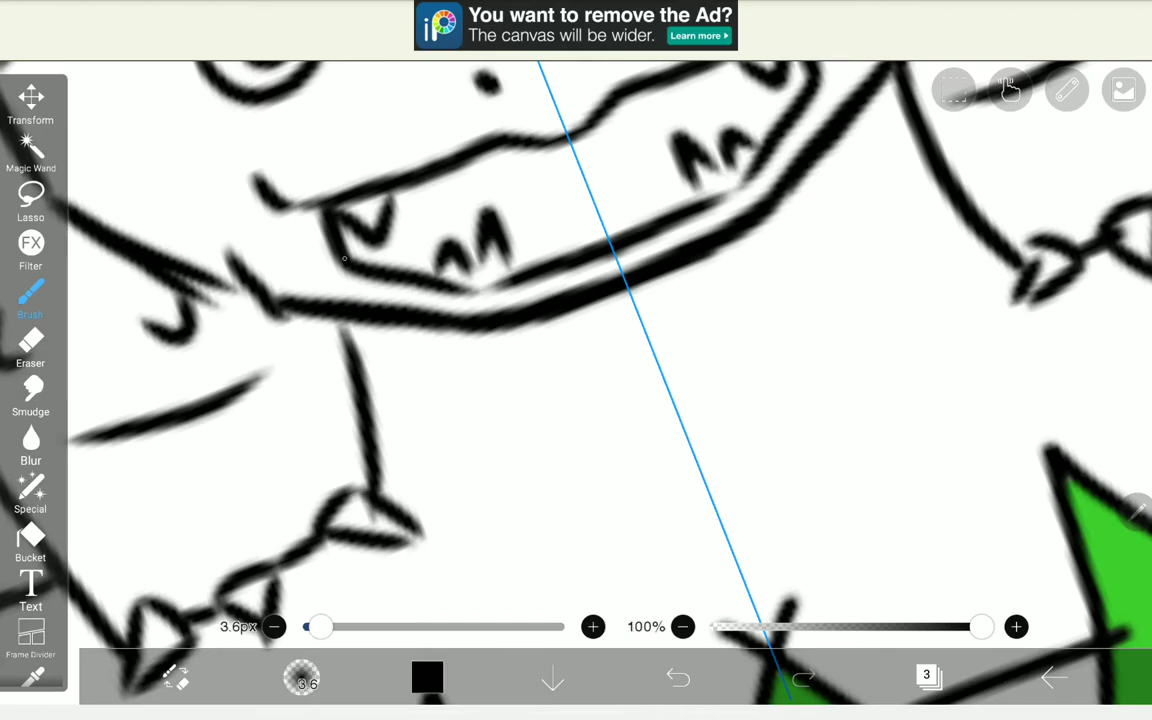 You want to remove the Ad?
The canvas will be wider.
Learn more
iP
Transform
Magic Wand
Lasso
FX
Filter
Brush
Eraser
Smudge
Blur
Special
Bucket
T
Text
Frame Divider
3.6px
100%
3.6
3